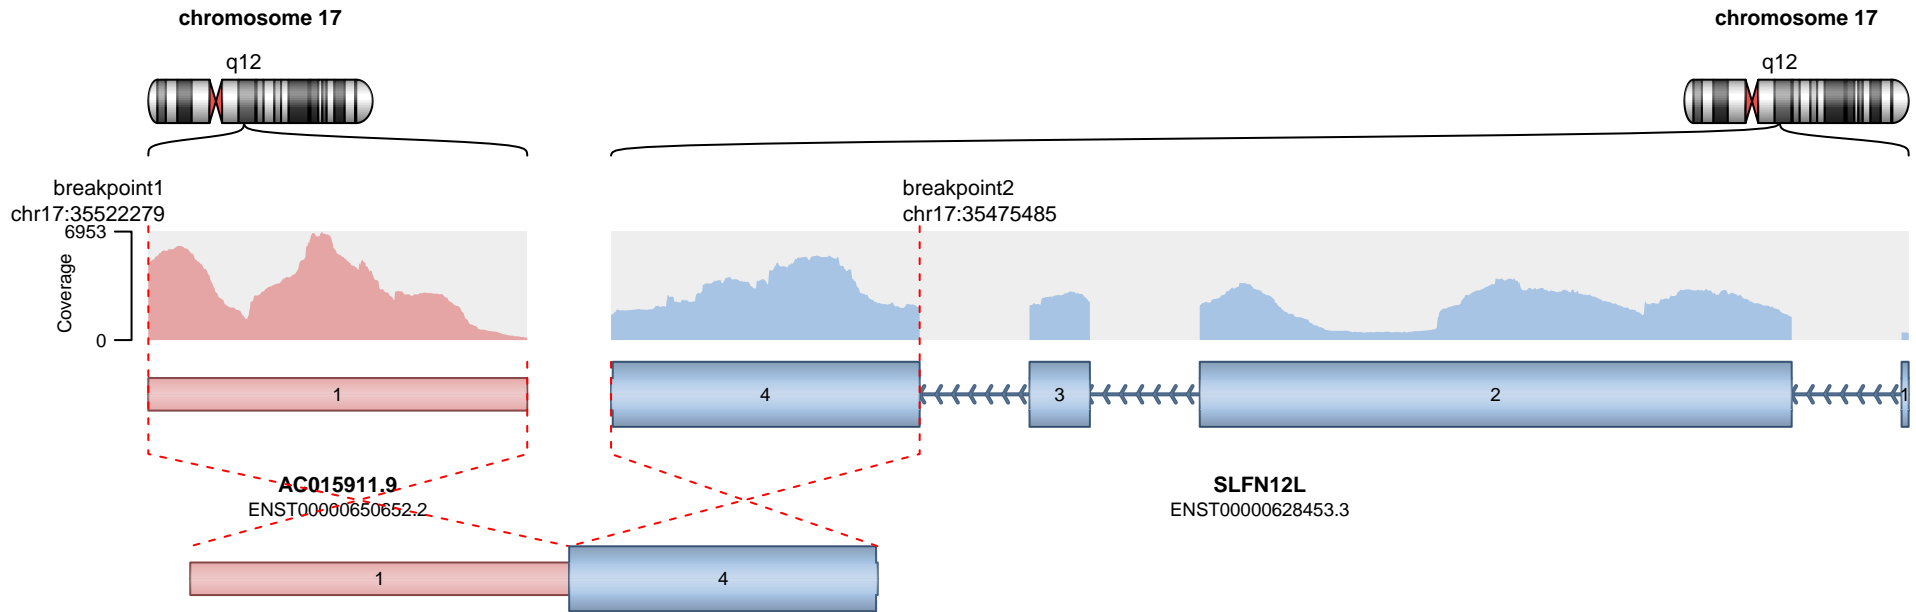 chromosome 17
chromosome 17
q12
q12
breakpoint1
chr17:35522279
breakpoint2
chr17:35475485
6953
Coverage
0
1
4
3
2
1
AC015911.9
ENST00000650652.2
SLFN12L
ENST00000628453.3
1
4